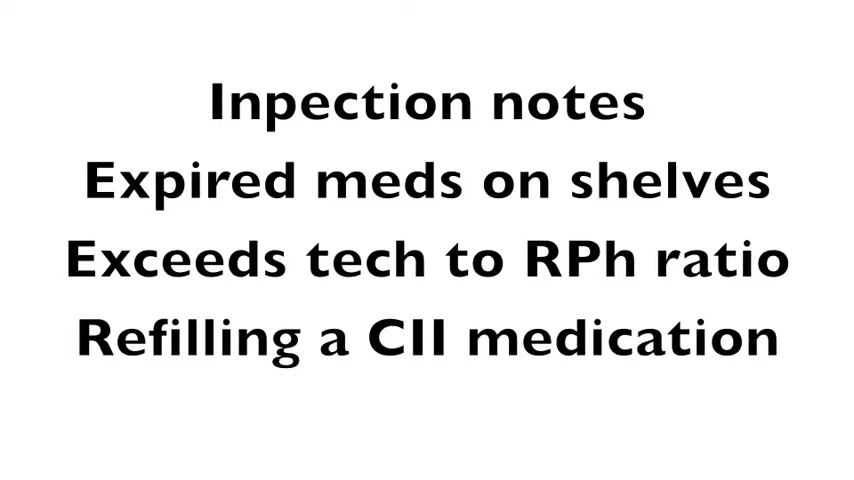 Inpection notes
Expired meds on shelves
Exceeds tech to RPh ratio
Refilling a CII medication